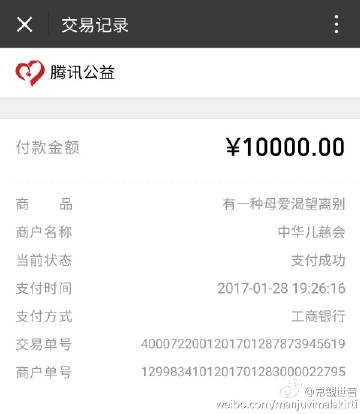 交易记录
腾讯公益
付款金额 ¥10000.00
商 品 有一种母爱渴望离别
商户名称 中华儿慈会
当前状态 支付成功
支付时间 2017-01-28 19:26:16
支付方式 工商银行
交易单号 4000722001201701287873945619
商户单号 1299834101201701283000022795
@常觀世音
weibo.com/manjuvimalakirti